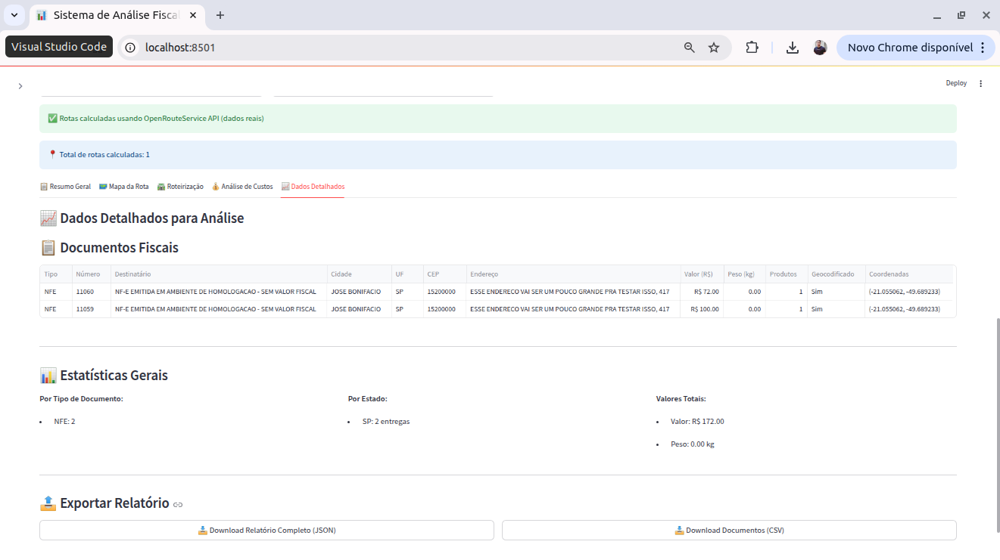 Sistema de Análise Fisca
Visual Studio Code
localhost:8501
Novo Chrome disponível
Deploy
Rotas calculadas usando OpenRouteService API (dados reais)
Total de rotas calculadas: 1
Resumo Geral Mapa da Rota Roteirização Análise de Custos Dados Detalhados
Dados Detalhados para Análise
Documentos Fiscais
Tipo Número Destinatário Cidade UF CEP Endereço Valor (R$) Peso (kg) Produtos Geocodificado Coordenadas
NFE 11060 NF-E EMITIDA EM AMBIENTE DE HOMOLOGACAO - SEM VALOR FISCAL JOSE BONIFACIO SP 15200000 ESSE ENDERECO VAI SER UM POUCO GRANDE PRA TESTAR ISSO, 417 R$ 72.00 0.00 1 Sim (-21.055062, -49.689233)
NFE 11059 NF-E EMITIDA EM AMBIENTE DE HOMOLOGACAO - SEM VALOR FISCAL JOSE BONIFACIO SP 15200000 ESSE ENDERECO VAI SER UM POUCO GRANDE PRA TESTAR ISSO, 417 R$ 100.00 0.00 1 Sim (-21.055062, -49.689233)
Estatísticas Gerais
Por Tipo de Documento: Por Estado: Valores Totais:
• NFE: 2 • SP: 2 entregas • Valor: R$ 172.00
• Peso: 0.00 kg
Exportar Relatório
Download Relatório Completo (JSON) Download Documentos (CSV)